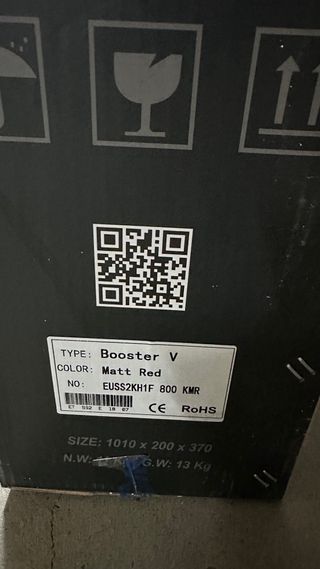 TYPE: Booster V
COLOR: Matt Red
NO: EUSS2KH1F 800 KMR
CE RoHS
SIZE: 1010 x 200 x 370
N.W: G.W: 13 Kg